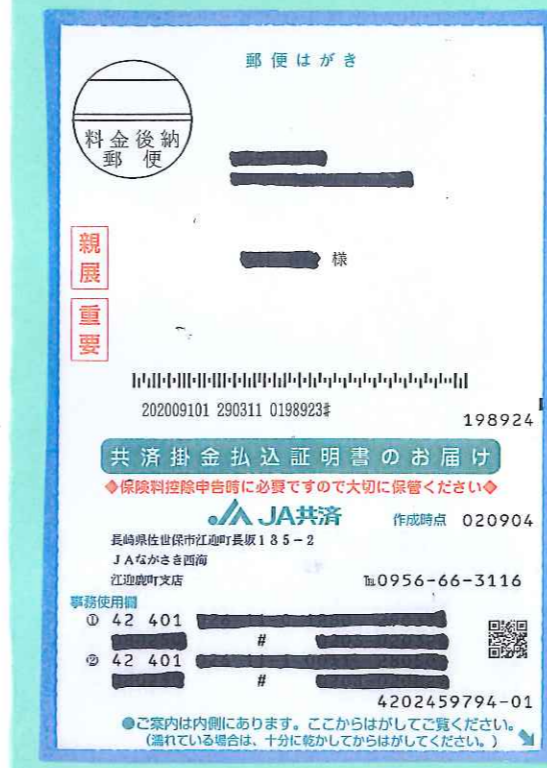 郵便はがき
料金後納
郵便
様
親展
重要
202009101 290311 0198923#
198924
共済掛金払込証明書のお届け
◆保険料控除申告時に必要ですので大切に保管ください◆
JA共済
作成時点 020904
長崎県佐世保市江迎町長坂135-2
JAながさき西海
江迎鹿町支店
℡0956-66-3116
事務使用欄
① 42 401
#
② 42 401
#
4202459794-01
●ご案内は内側にあります。ここからはがしてご覧ください。
(濡れている場合は、十分に乾かしてからはがしてください。)